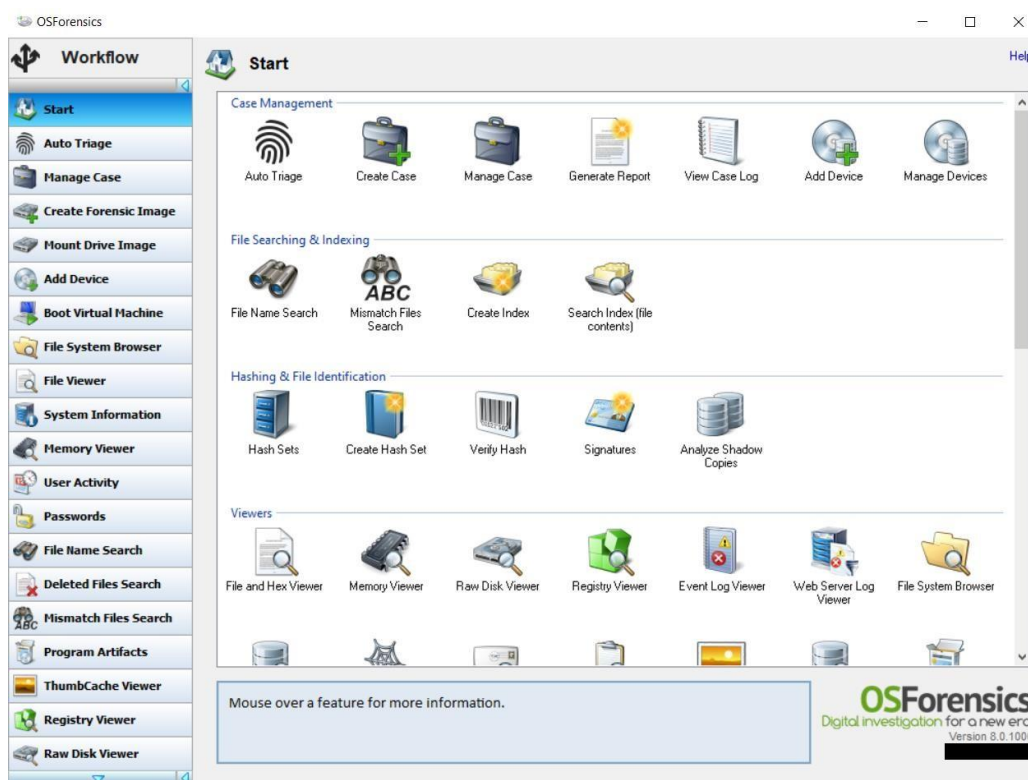 OSForensics
Workflow
Start
Auto Triage
Manage Case
Create Forensic Image
Mount Drive Image
Add Device
Boot Virtual Machine
File System Browser
File Viewer
System Information
Memory Viewer
User Activity
Passwords
File Name Search
Deleted Files Search
ABC Mismatch Files Search
Program Artifacts
ThumbCache Viewer
Registry Viewer
Raw Disk Viewer
Start
Help
Case Management
Auto Triage Create Case Manage Case Generate Report View Case Log Add Device Manage Devices
File Searching & Indexing
ABC
File Name Search Mismatch Files Create Index Search Index (file
Search contents)
Hashing & File Identification
Hash Sets Create Hash Set Verify Hash Signatures Analyze Shadow
Copies
Viewers
File and Hex Viewer Memory Viewer Raw Disk Viewer Registry Viewer Event Log Viewer Web Server Log File System Browser
Viewer
Mouse over a feature for more information.
OSForensics
Digital investigation for a new era
Version 8.0.100